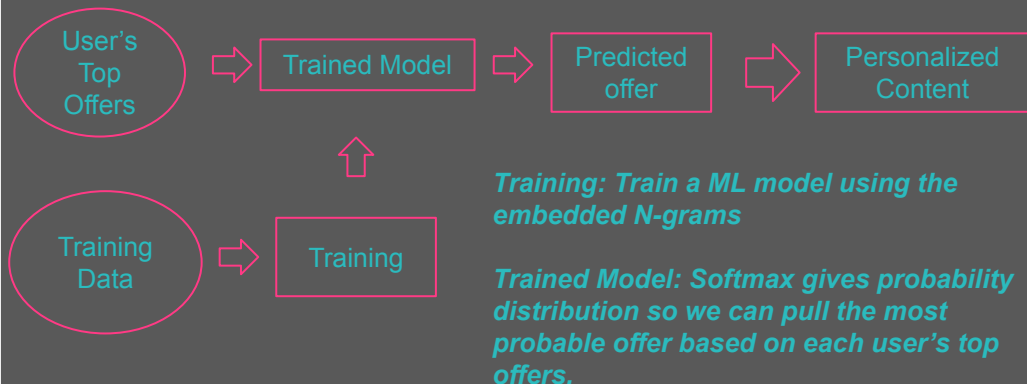 User's
Top
Offers
Trained Model
Predicted
offer
Personalized
Content
Training
Data
Training
Training: Train a ML model using the
embedded N-grams
Trained Model: Softmax gives probability
distribution so we can pull the most
probable offer based on each user's top
offers.